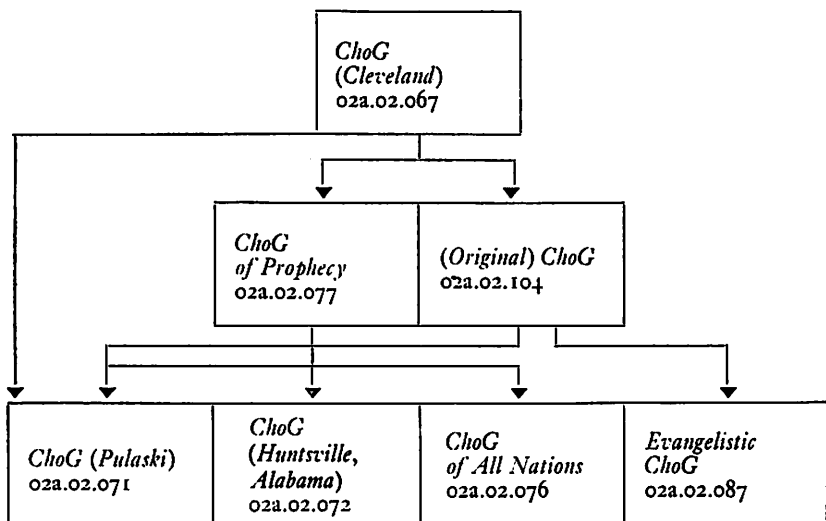 ChoG
(Cleveland)
02a.02.067
ChoG
of Prophecy
02a.02.077
(Original) ChoG
02a.02.104
ChoG (Pulaski)
02a.02.071
ChoG
(Huntsville,
Alabama)
02a.02.072
ChoG
of All Nations
02a.02.076
Evangelistic
ChoG
02a.02.087